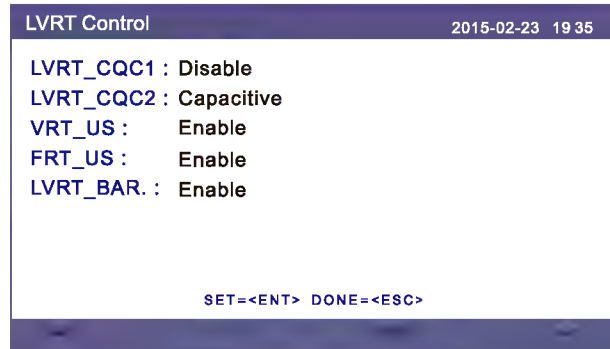 LVRT Control 2015-02-23 19 35
LVRT_CQC1 : Disable
LVRT_CQC2 : Capacitive
VRT_US : Enable
FRT_US : Enable
LVRT_BAR. : Enable
SET=<ENT> DONE=<ESC>